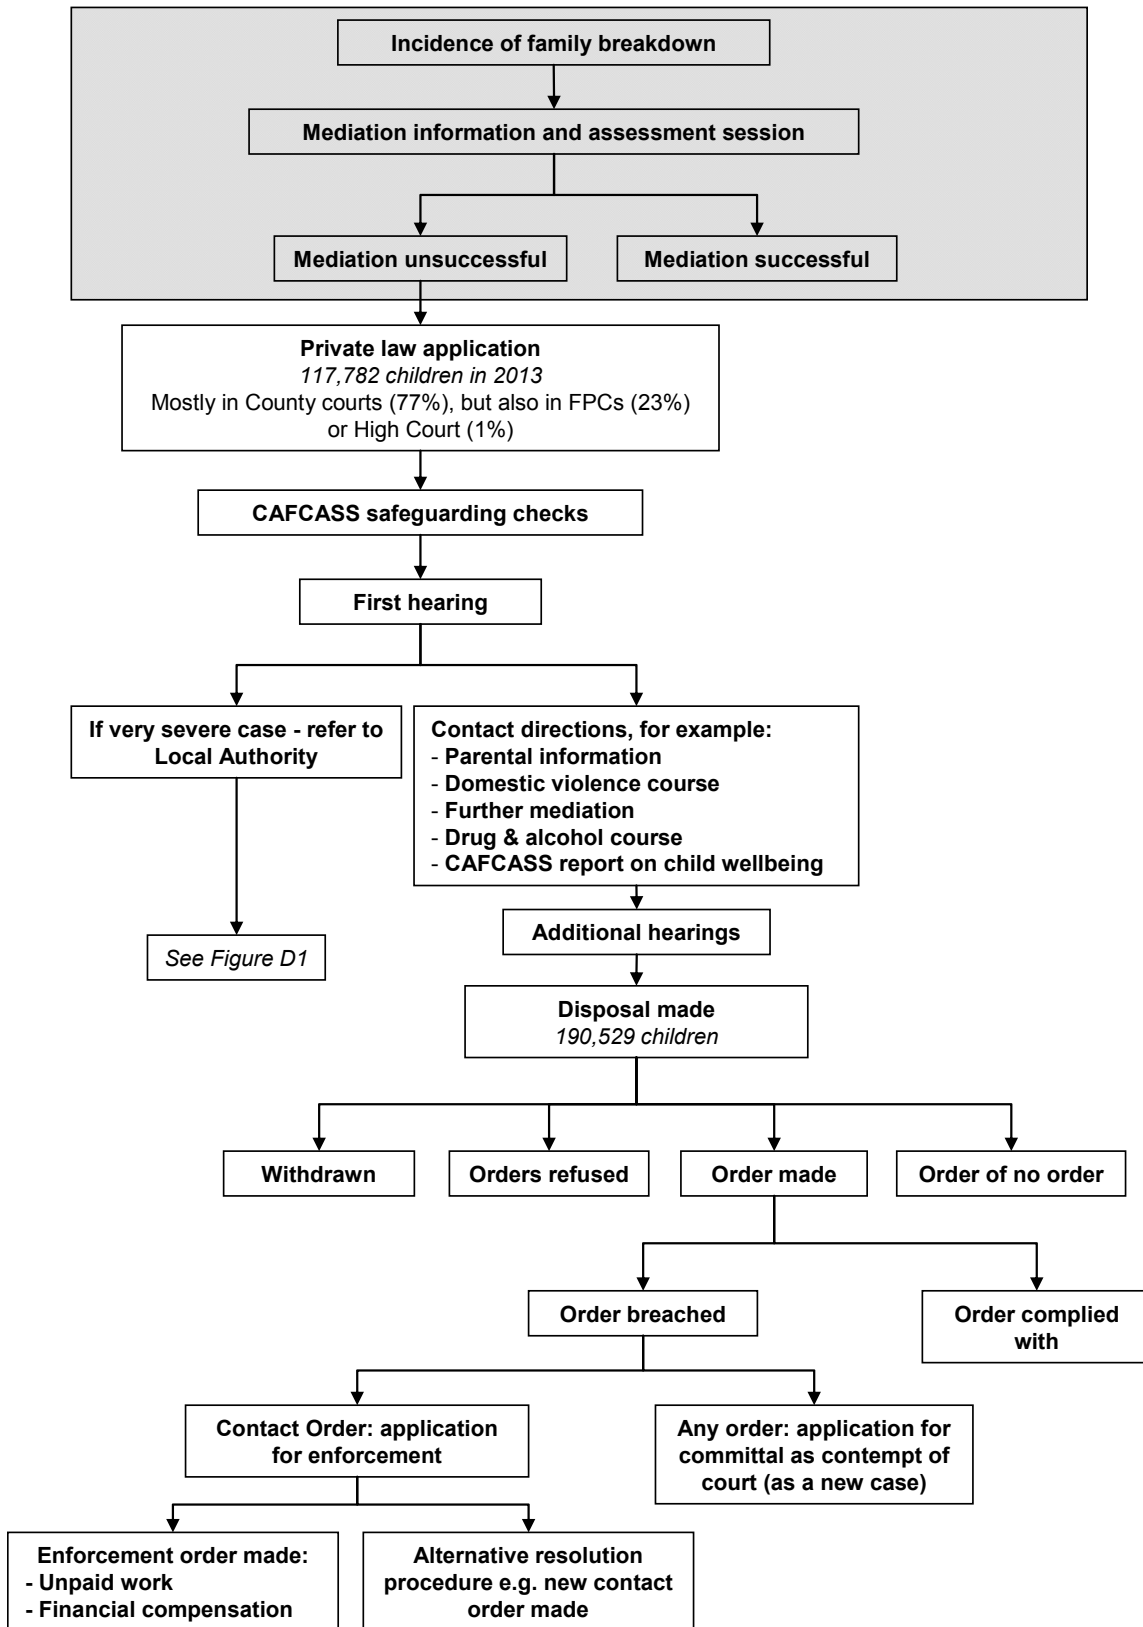 Incidence of family breakdown
Mediation information and assessment session
Mediation unsuccessful
Mediation successful
Private law application
117,782 children in 2013
Mostly in County courts (77%), but also in FPCs (23%)
or High Court (1%)
CAFCASS safeguarding checks
First hearing
If very severe case - refer to
Local Authority
Contact directions, for example:
- Parental information
- Domestic violence course
- Further mediation
- Drug & alcohol course
- CAFCASS report on child wellbeing
See Figure D1
Additional hearings
Disposal made
190,529 children
Withdrawn
Orders refused
Order made
Order of no order
Order breached
Order complied
with
Contact Order: application
for enforcement
Any order: application for
committal as contempt of
court (as a new case)
Enforcement order made:
- Unpaid work
- Financial compensation
Alternative resolution
procedure e.g. new contact
order made